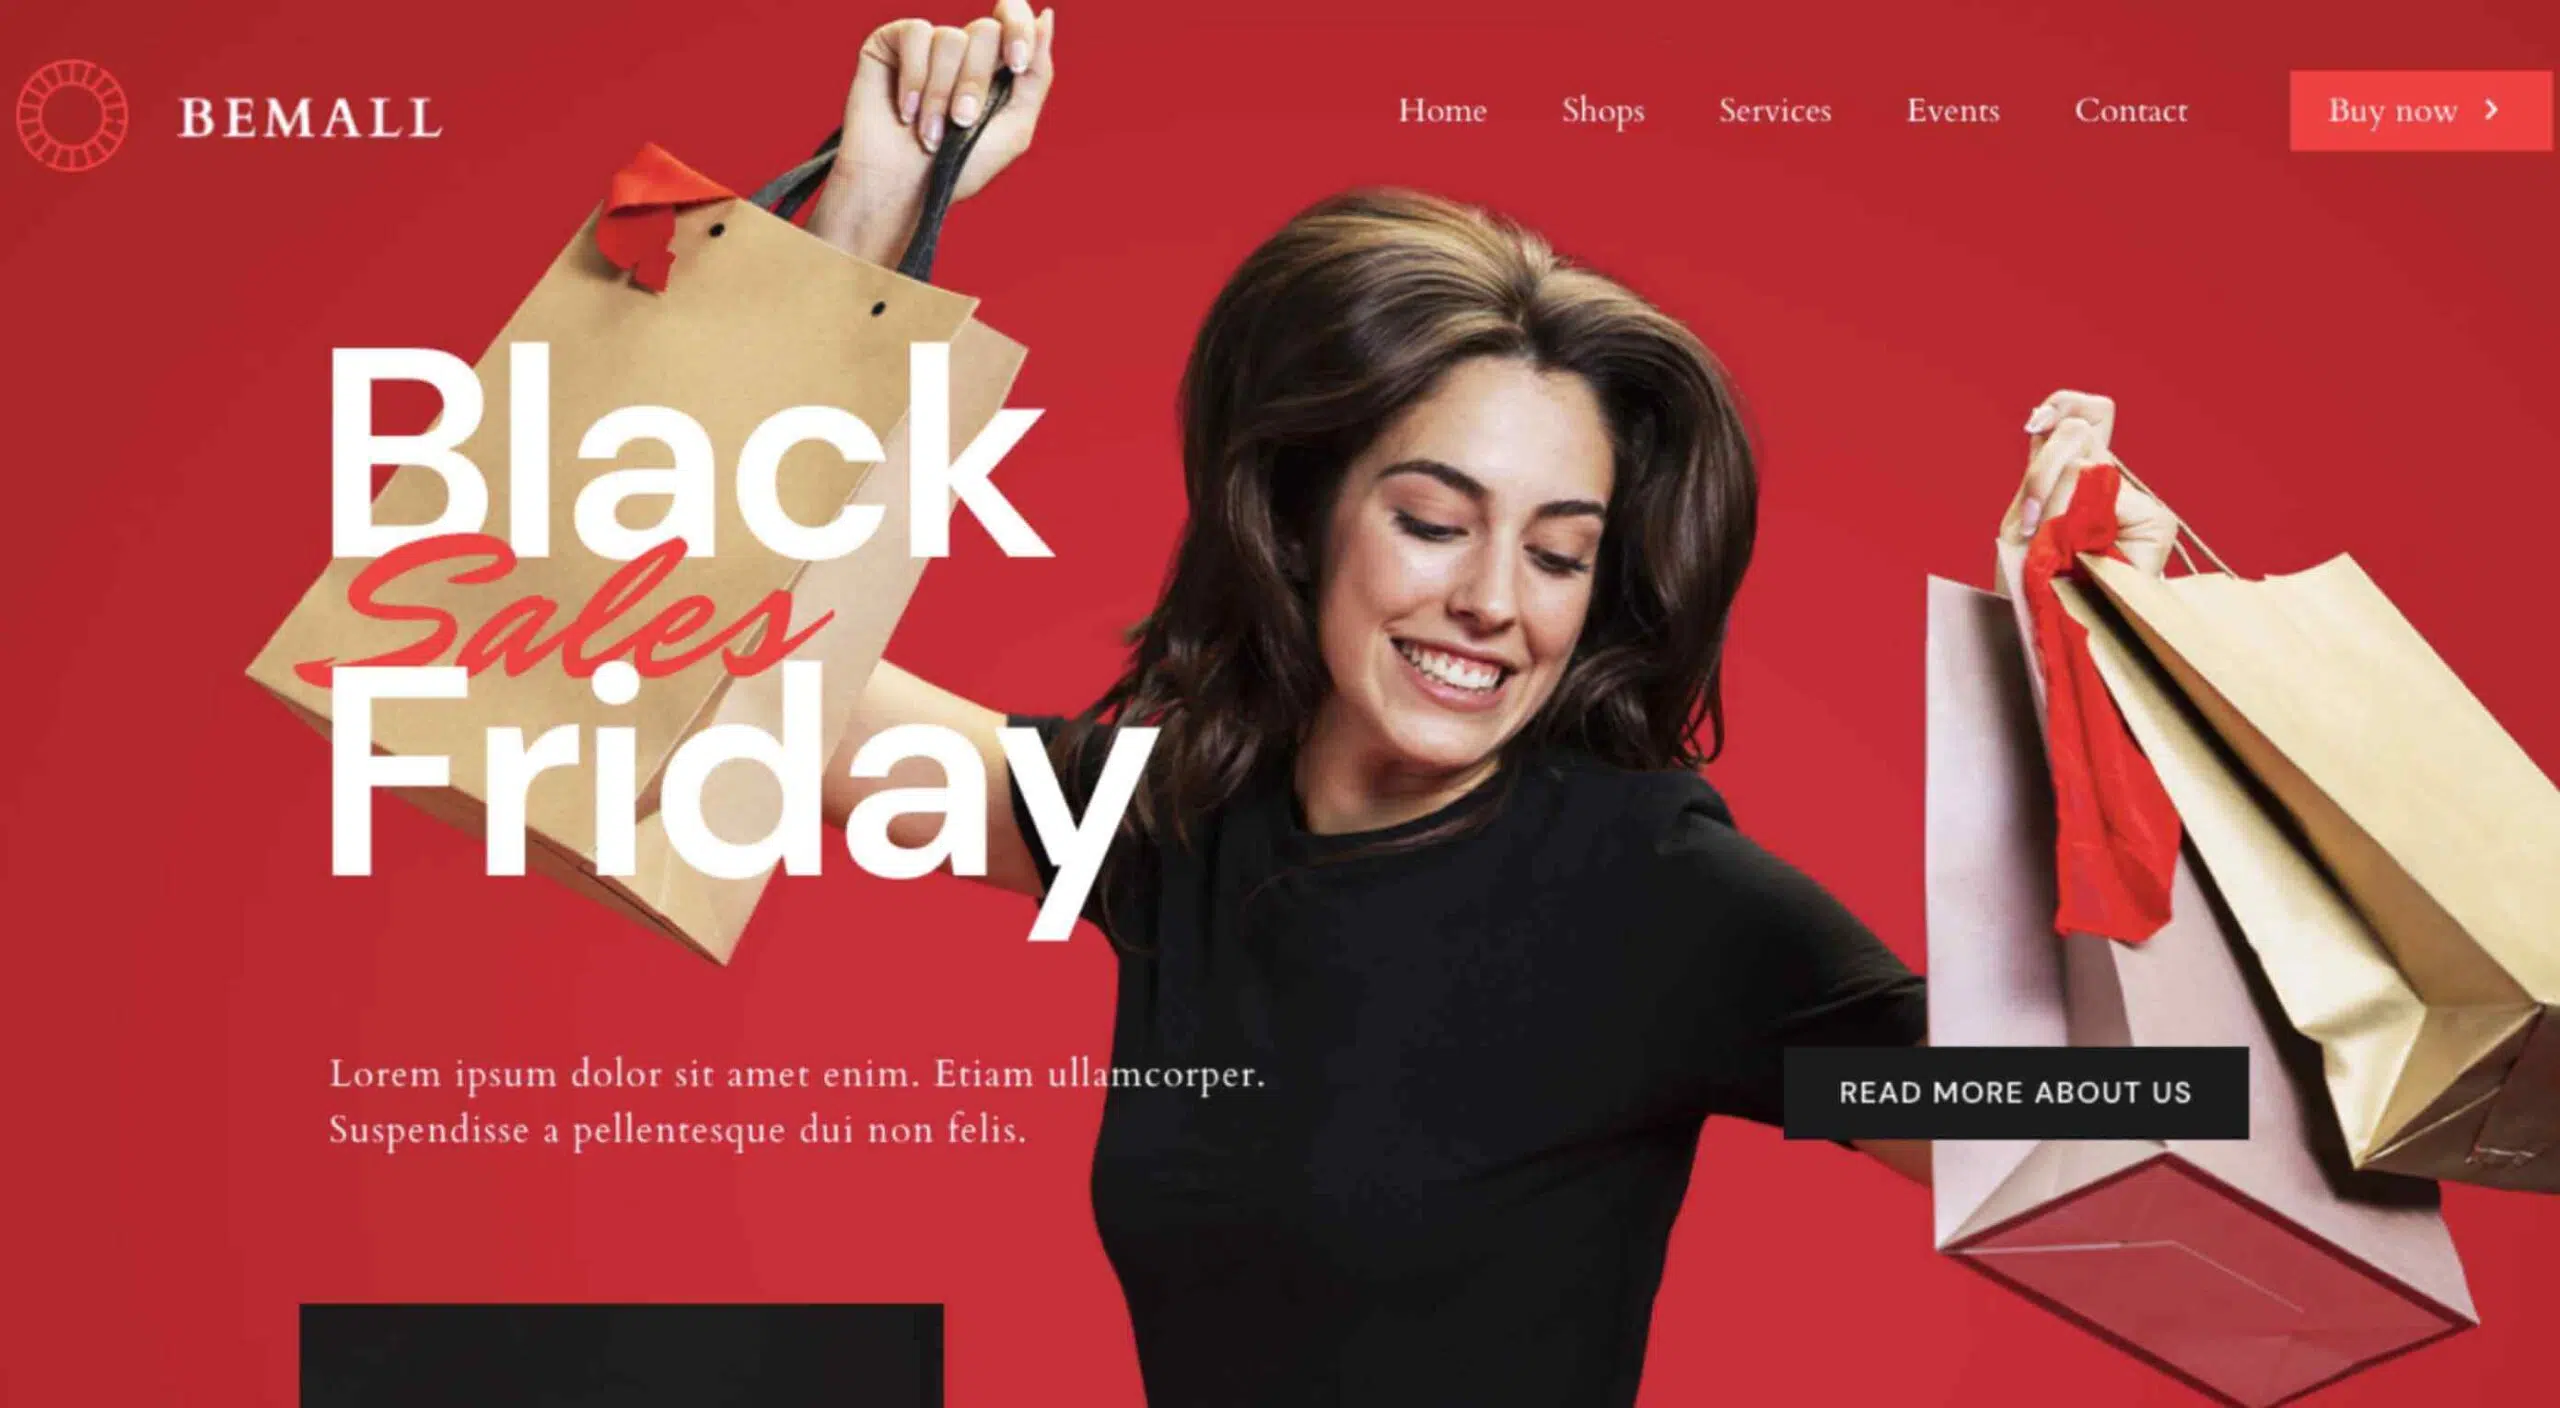 BEMALL
Home
Shops
Services
Events
Contact
Buy now
Black
Sales
Friday
Lorem ipsum dolor sit amet enim. Etiam ullamcorper.
Suspendisse a pellentesque dui non felis.
READ MORE ABOUT US